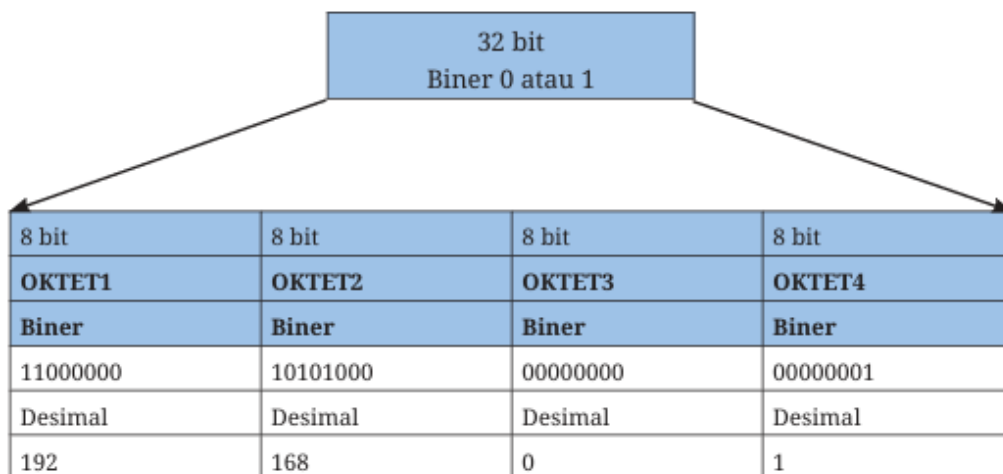 32 bit
Biner 0 atau 1
8 bit 8 bit 8 bit 8 bit
OKTET1 OKTET2 OKTET3 OKTET4
Biner Biner Biner Biner
11000000 10101000 00000000 00000001
Desimal Desimal Desimal Desimal
192 168 0 1